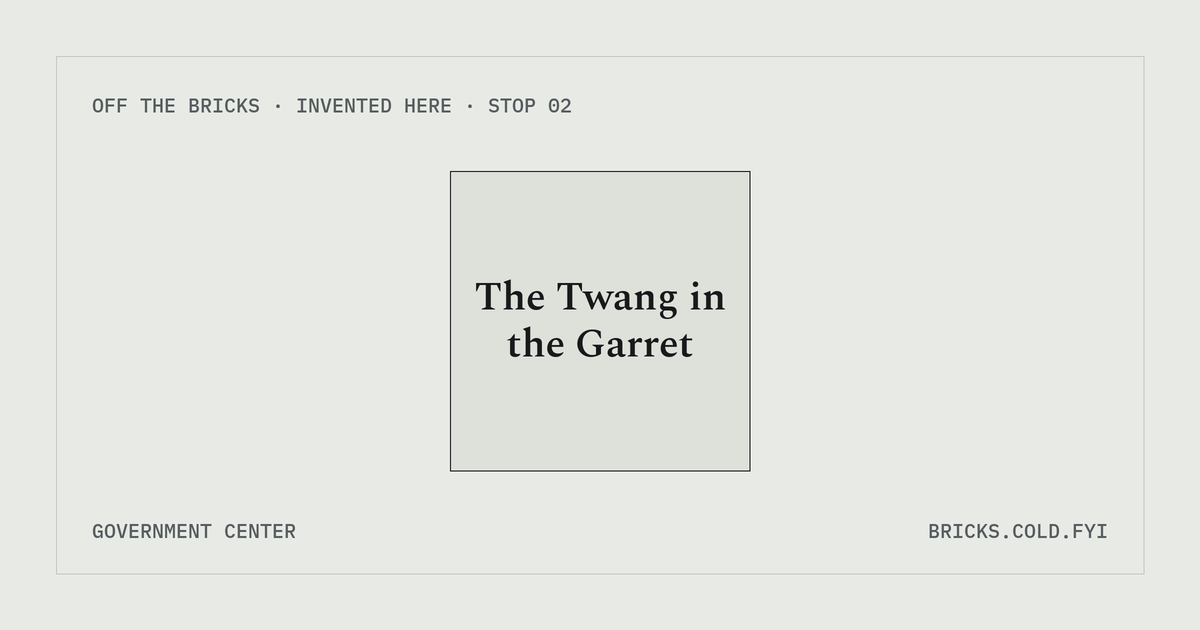 OFF THE BRICKS · INVENTED HERE · STOP 02
The Twang in
the Garret
GOVERNMENT CENTER
BRICKS.COLD.FYI